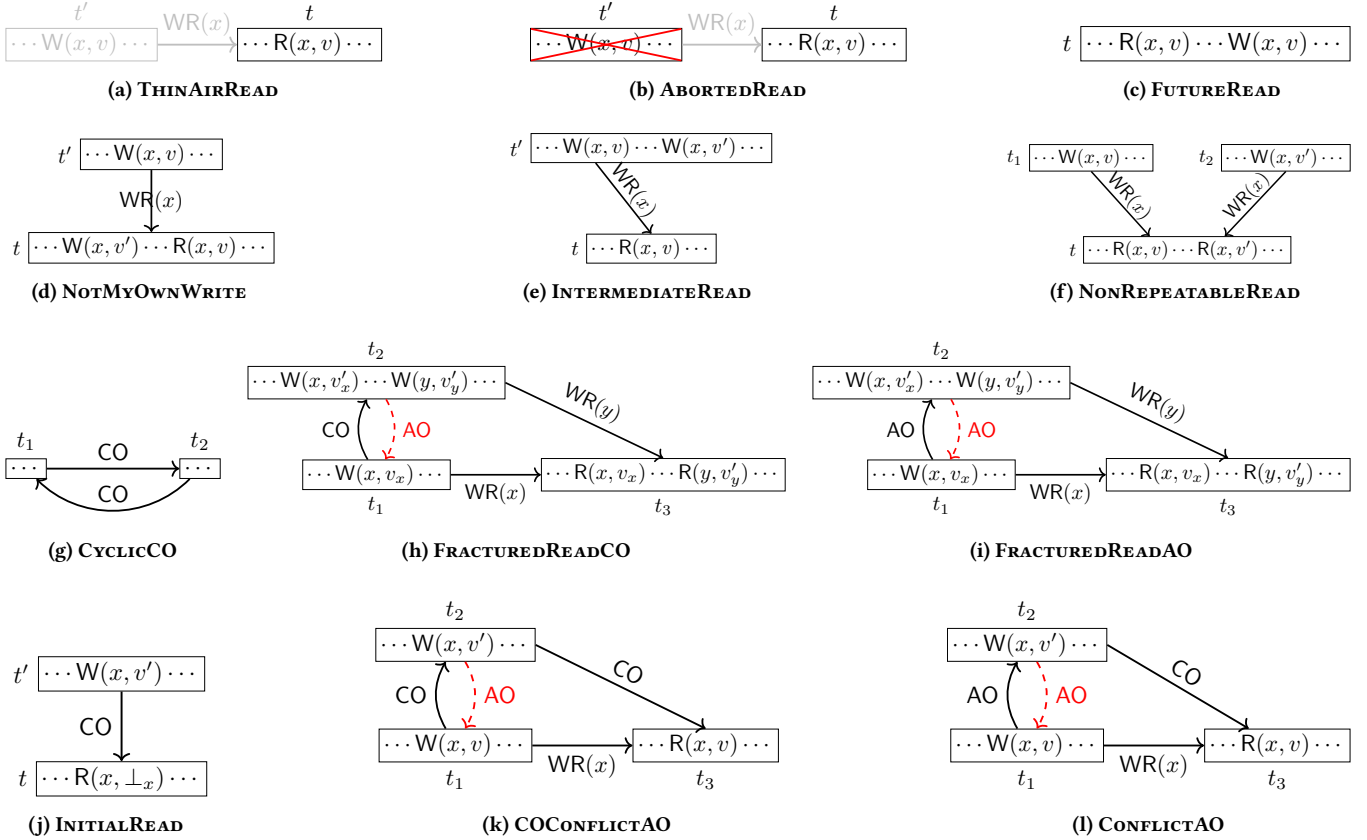 t′ t t′ t
··· W(x, v) ··· WR(x) ··· R(x, v) ··· ··· W(x, v) ··· WR(x) ··· R(x, v) ··· t ··· R(x, v) ··· W(x, v) ···
(a) ThinAirRead (b) AbortedRead (c) FutureRead
t′ ··· W(x, v) ··· t′ ··· W(x, v) ··· W(x, v′) ··· t₁ ··· W(x, v) ··· t₂ ··· W(x, v′) ···
WR(x) WR(x) WR(x) WR(x)
t ··· W(x, v′) ··· R(x, v) ··· t ··· R(x, v) ··· t ··· R(x, v) ··· R(x, v′) ···
(d) NotMyOwnWrite (e) IntermediateRead (f) NonRepeatableRead
t₂ t₂
··· W(x, v′ₓ) ··· W(y, v′ᵧ) ··· ··· W(x, v′ₓ) ··· W(y, v′ᵧ) ···
t₁ CO t₂ CO AO WR(y) AO AO WR(y)
··· ··· ··· W(x, vₓ) ··· WR(x) ··· R(x, vₓ) ··· R(y, v′ᵧ) ··· ··· W(x, vₓ) ··· WR(x) ··· R(x, vₓ) ··· R(y, v′ᵧ) ···
CO t₁ t₃ t₁ t₃
(g) CyclicCO (h) FracturedReadCO (i) FracturedReadAO
t₂ t₂
t′ ··· W(x, v′) ··· ··· W(x, v′) ··· ··· W(x, v′) ···
CO CO AO CO AO AO CO
t ··· R(x, ⊥ₓ) ··· ··· W(x, v) ··· WR(x) ··· R(x, v) ··· ··· W(x, v) ··· WR(x) ··· R(x, v) ···
t₁ t₃ t₁ t₃
(j) InitialRead (k) COConflictAO (l) ConflictAO